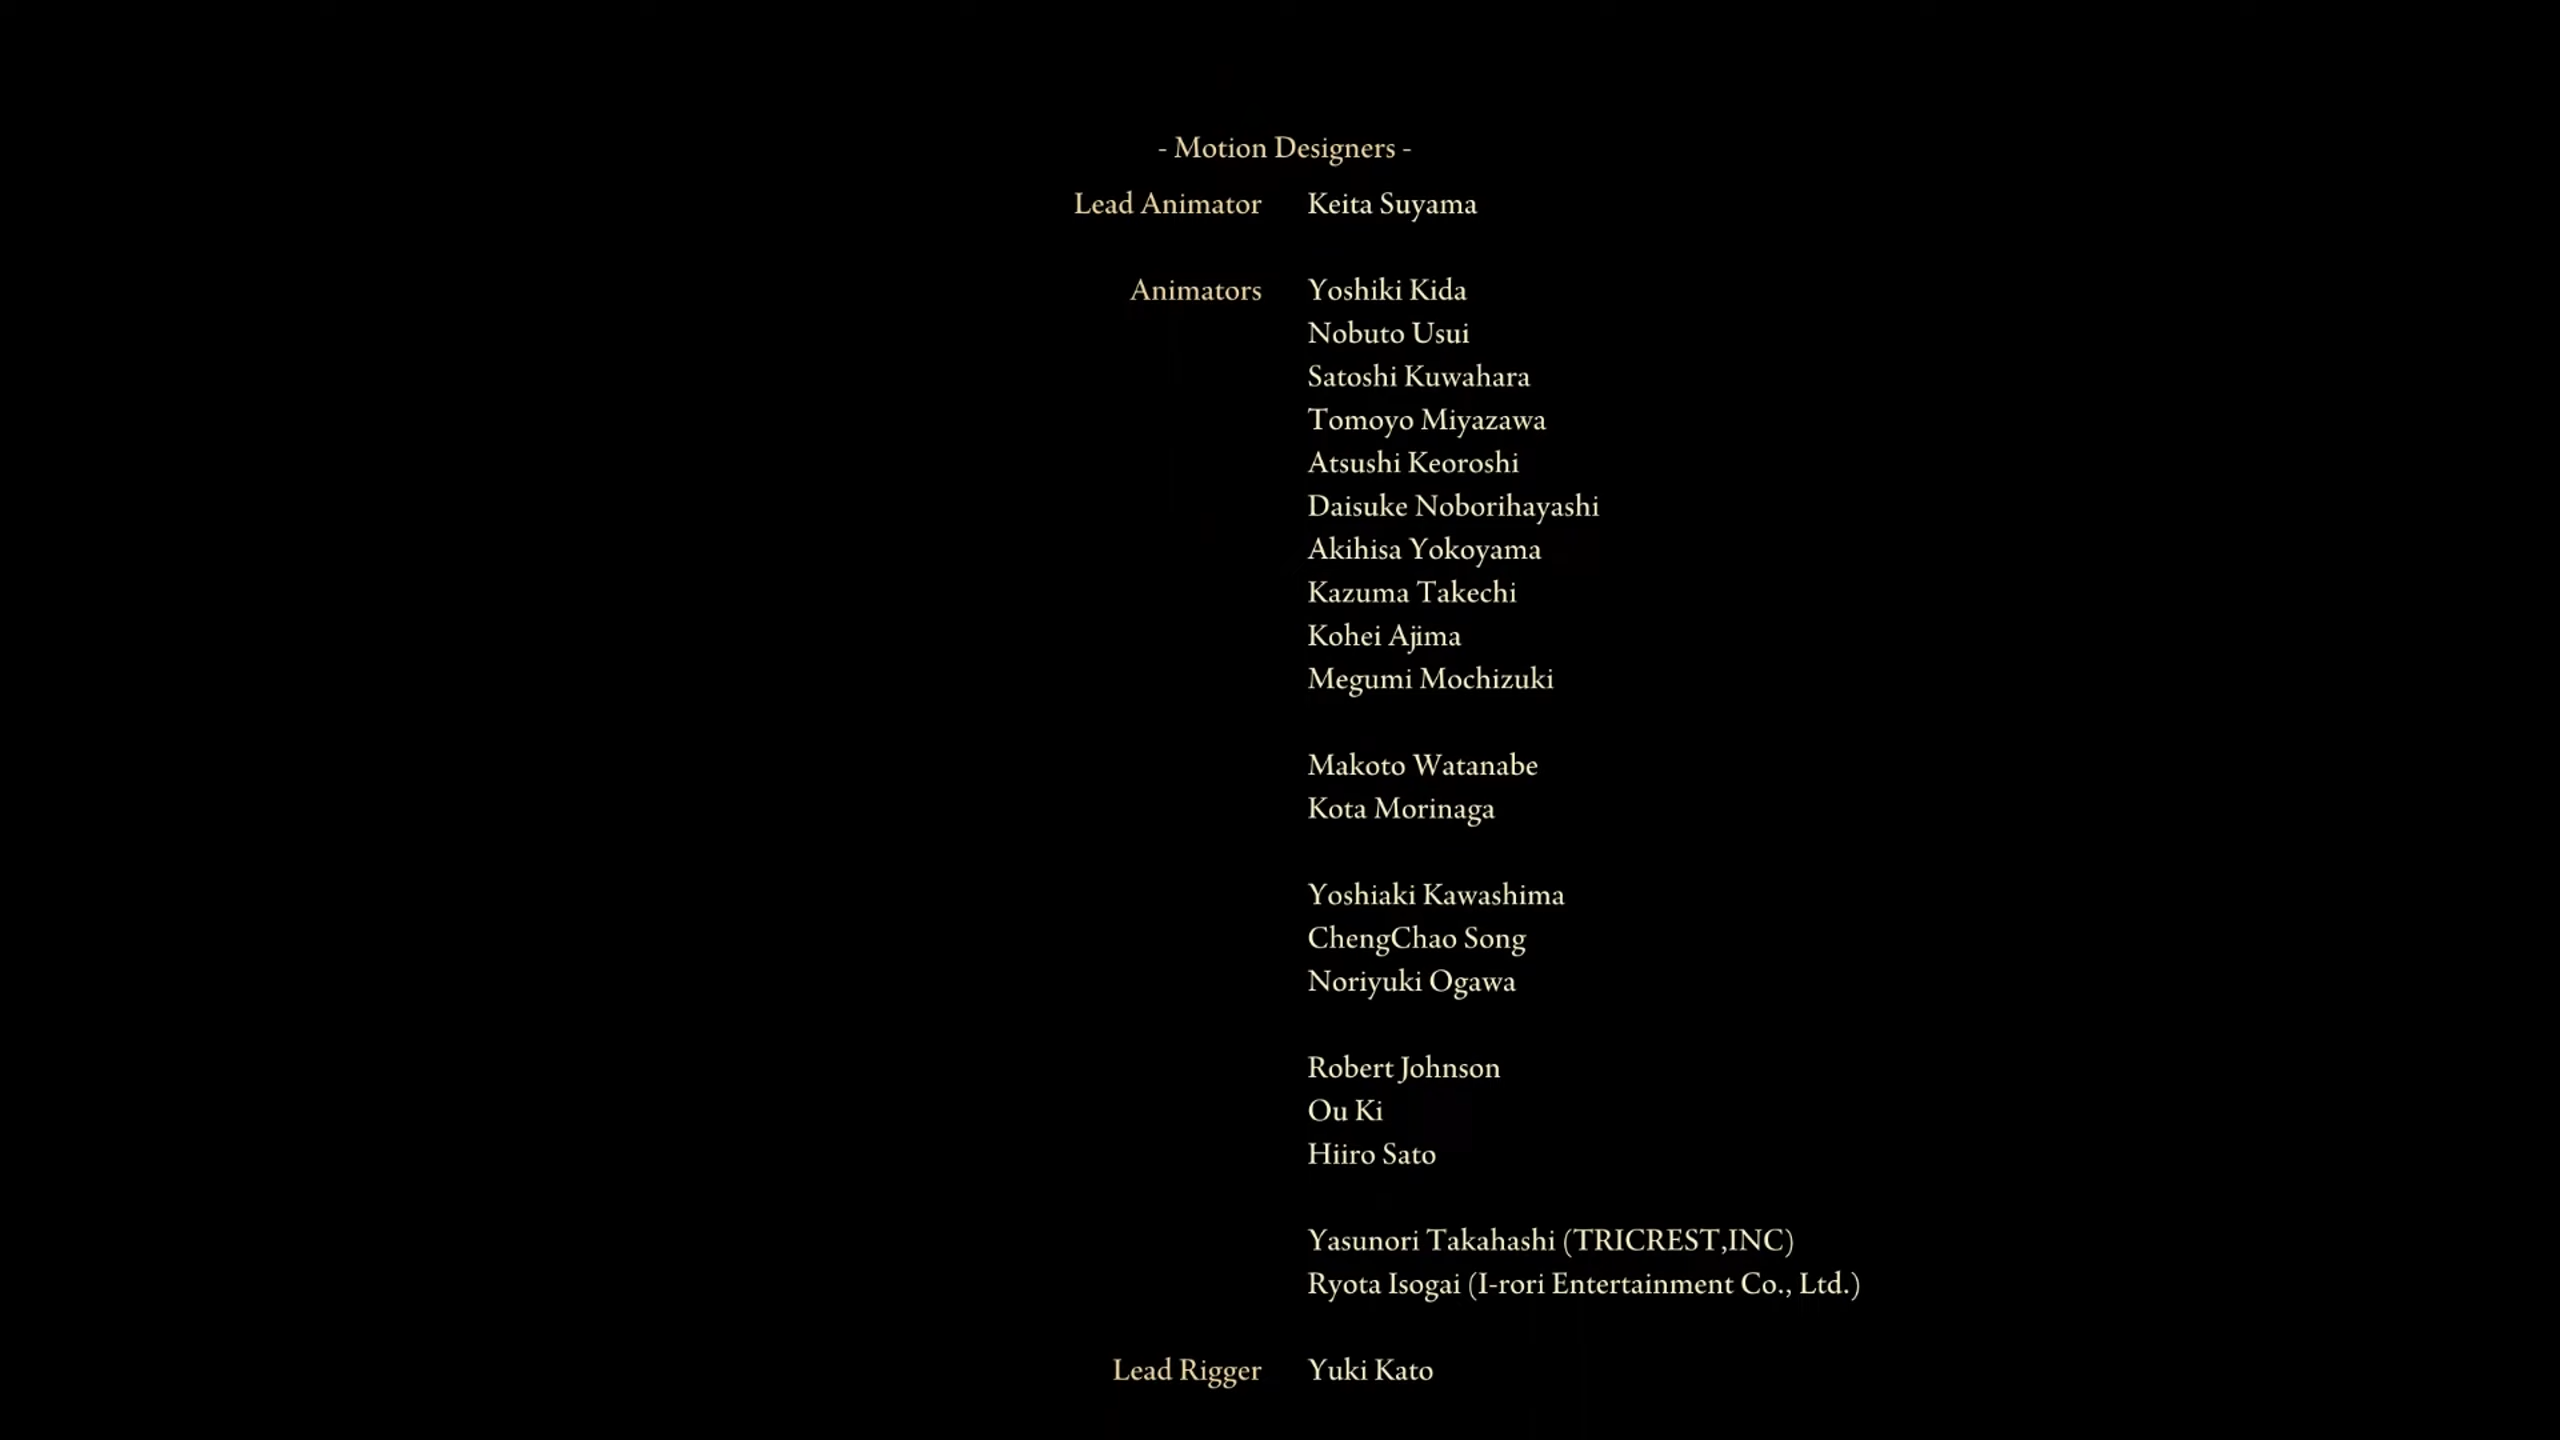 - Motion Designers -
Lead Animator Keita Suyama
Animators Yoshiki Kida
Nobuto Usui
Satoshi Kuwahara
Tomoyo Miyazawa
Atsushi Keoroshi
Daisuke Noborihayashi
Akihisa Yokoyama
Kazuma Takechi
Kohei Ajima
Megumi Mochizuki
Makoto Watanabe
Kota Morinaga
Yoshiaki Kawashima
ChengChao Song
Noriyuki Ogawa
Robert Johnson
Ou Ki
Hiiro Sato
Yasunori Takahashi (TRICREST,INC)
Ryota Isogai (I-rori Entertainment Co., Ltd.)
Lead Rigger Yuki Kato